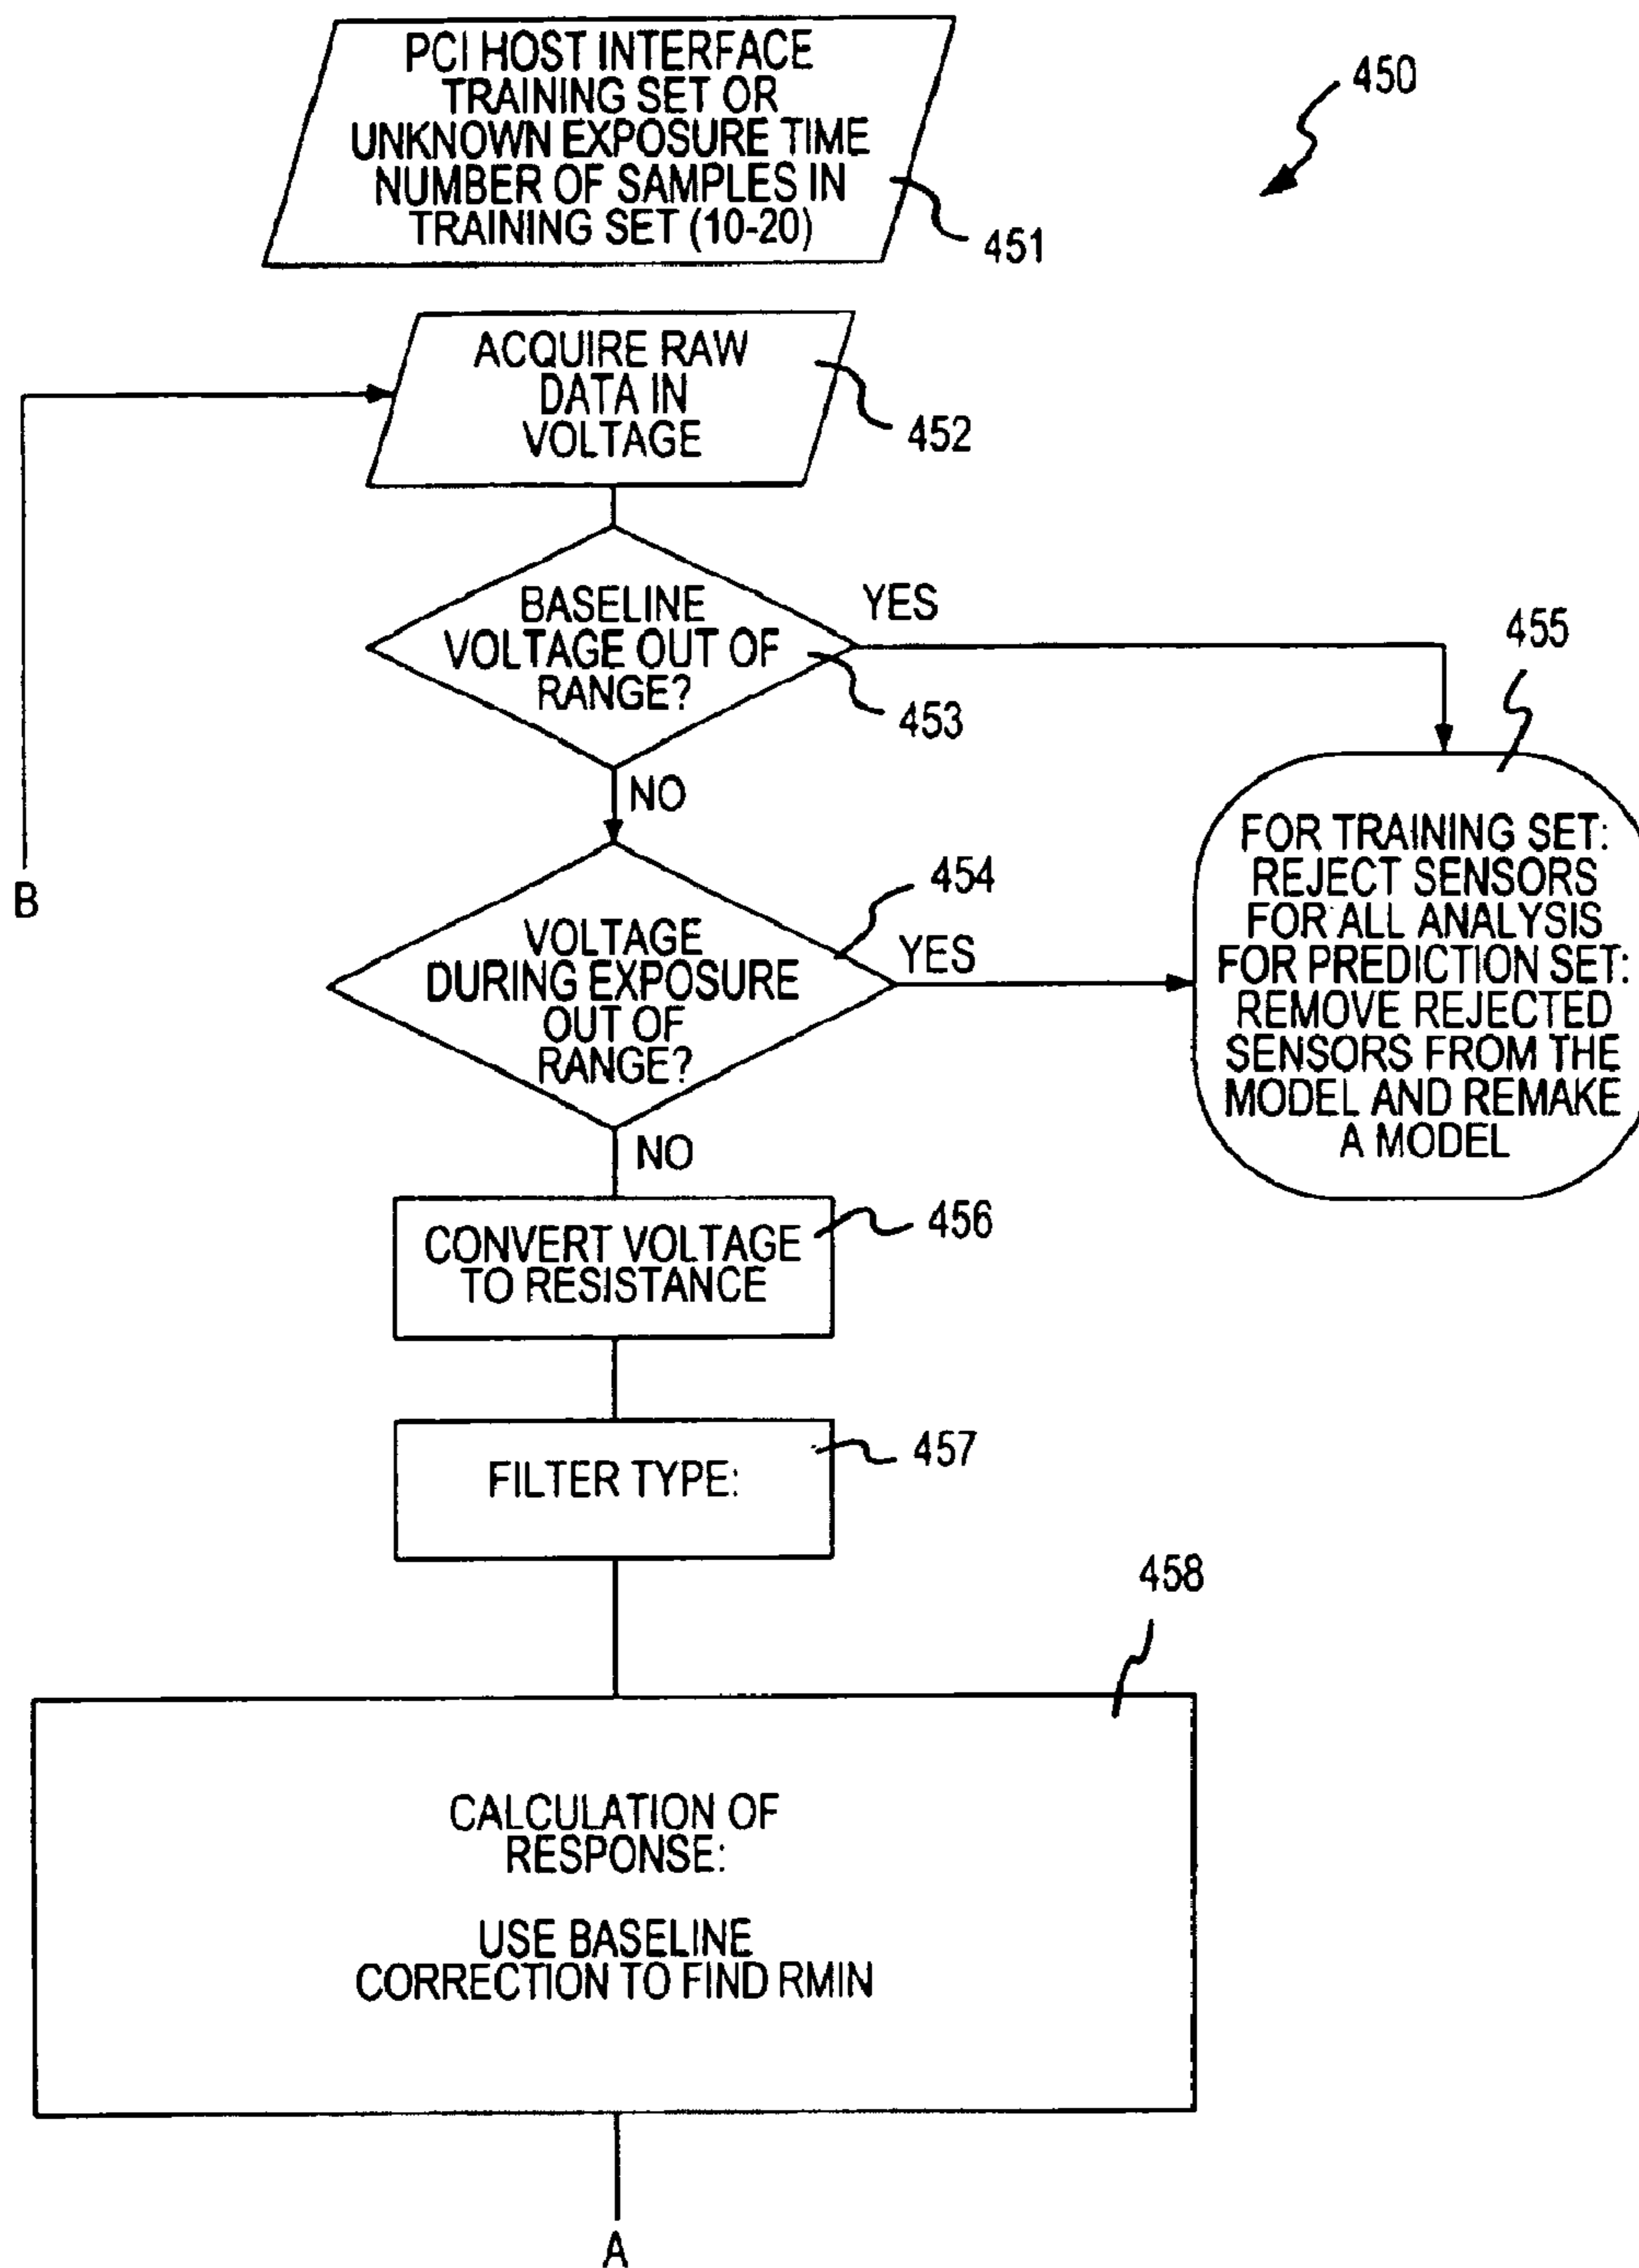 PCI HOST INTERFACE
TRAINING SET OR
UNKNOWN EXPOSURE TIME
NUMBER OF SAMPLES IN
TRAINING SET (10-20)
450
451
ACQUIRE RAW
DATA IN
VOLTAGE
452
BASELINE
VOLTAGE OUT OF
RANGE?
YES
453
NO
455
B
VOLTAGE
DURING EXPOSURE
OUT OF
RANGE?
454
YES
NO
FOR TRAINING SET:
REJECT SENSORS
FOR ALL ANALYSIS
FOR PREDICTION SET:
REMOVE REJECTED
SENSORS FROM THE
MODEL AND REMAKE
A MODEL
CONVERT VOLTAGE
TO RESISTANCE
456
FILTER TYPE:
457
458
CALCULATION OF
RESPONSE:
USE BASELINE
CORRECTION TO FIND RMIN
A